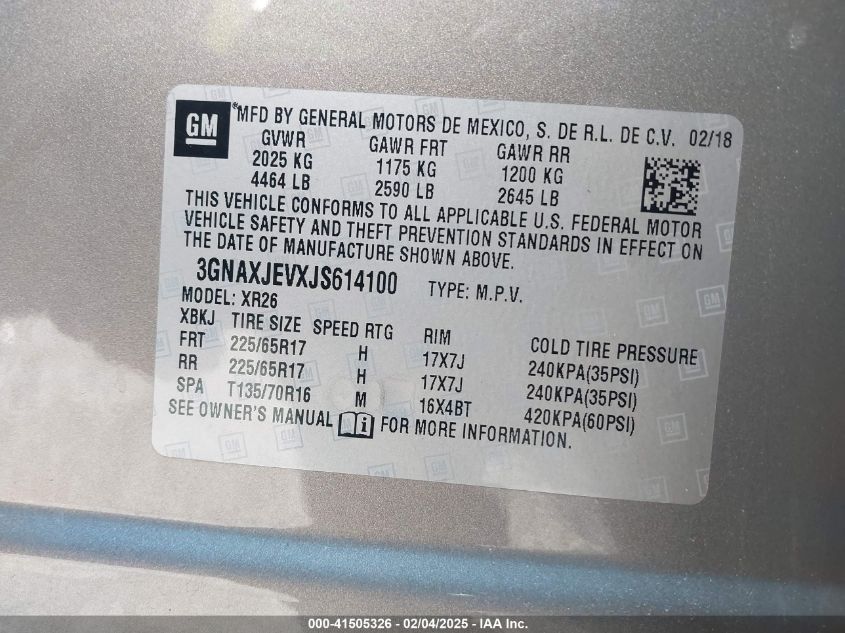 GM
*MFD BY GENERAL MOTORS DE MEXICO, S. DE R.L. DE C.V. 02/18
GVWR GAWR FRT GAWR RR
2025 KG 1175 KG 1200 KG
4464 LB 2590 LB 2645 LB
THIS VEHICLE CONFORMS TO ALL APPLICABLE U.S. FEDERAL MOTOR
VEHICLE SAFETY AND THEFT PREVENTION STANDARDS IN EFFECT ON
THE DATE OF MANUFACTURE SHOWN ABOVE.
3GNAXJEVXJS614100 TYPE: M.P.V.
MODEL: XR26
XBKJ TIRE SIZE SPEED RTG RIM COLD TIRE PRESSURE
FRT 225/65R17 H 17X7J 240KPA(35PSI)
RR 225/65R17 H 17X7J 240KPA(35PSI)
SPA T135/70R16 M 16X4BT 420KPA(60PSI)
SEE OWNER'S MANUAL i FOR MORE INFORMATION.
000-41505326 - 02/04/2025 - IAA Inc.